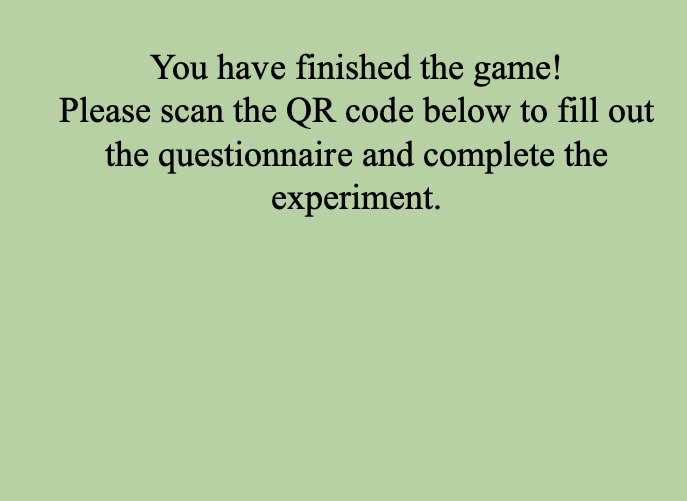 You have finished the game!
Please scan the QR code below to fill out
the questionnaire and complete the
experiment.